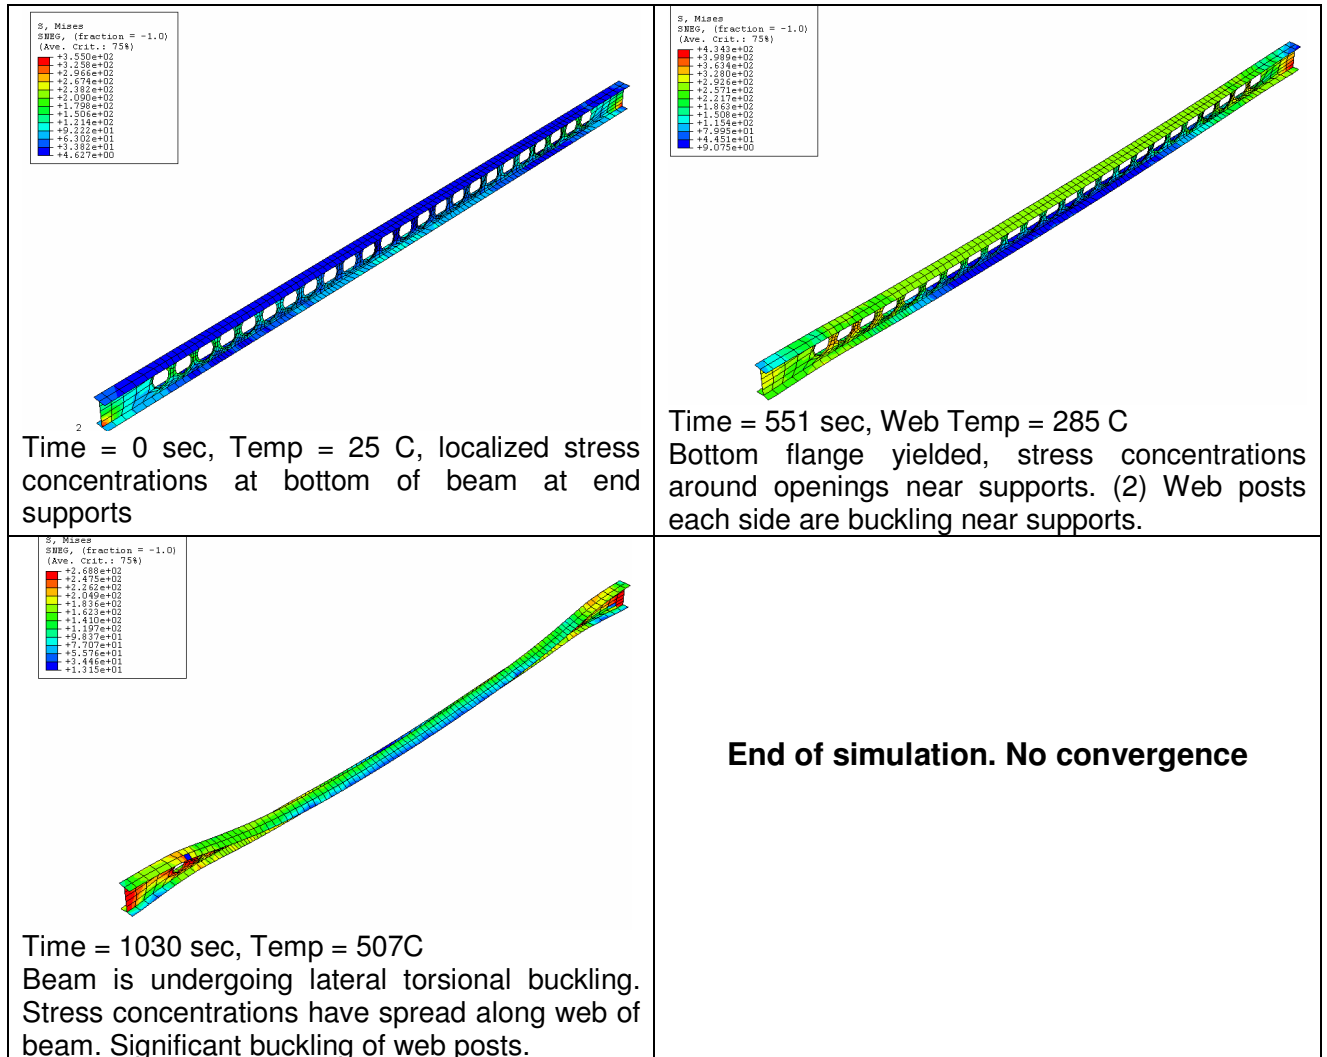 S, Mises
SNEG, (fraction = -1.0)
(Ave. Crit.: 75%)
+3.550e+02
+3.258e+02
+2.966e+02
+2.674e+02
+2.382e+02
+2.090e+02
+1.798e+02
+1.506e+02
+1.214e+02
+9.222e+01
+6.302e+01
+3.382e+01
+4.627e+00
2
Time = 0 sec, Temp = 25 C, localized stress
concentrations at bottom of beam at end
supports
S, Mises
SNEG, (fraction = -1.0)
(Ave. Crit.: 75%)
+4.343e+02
+3.989e+02
+3.634e+02
+3.280e+02
+2.926e+02
+2.571e+02
+2.217e+02
+1.863e+02
+1.508e+02
+1.154e+02
+7.995e+01
+4.451e+01
+9.075e+00
Time = 551 sec, Web Temp = 285 C
Bottom flange yielded, stress concentrations
around openings near supports. (2) Web posts
each side are buckling near supports.
S, Mises
SNEG, (fraction = -1.0)
(Ave. Crit.: 75%)
+2.688e+02
+2.475e+02
+2.262e+02
+2.049e+02
+1.836e+02
+1.623e+02
+1.410e+02
+1.197e+02
+9.837e+01
+7.707e+01
+5.576e+01
+3.446e+01
+1.315e+01
Time = 1030 sec, Temp = 507C
Beam is undergoing lateral torsional buckling.
Stress concentrations have spread along web of
beam. Significant buckling of web posts.
End of simulation. No convergence